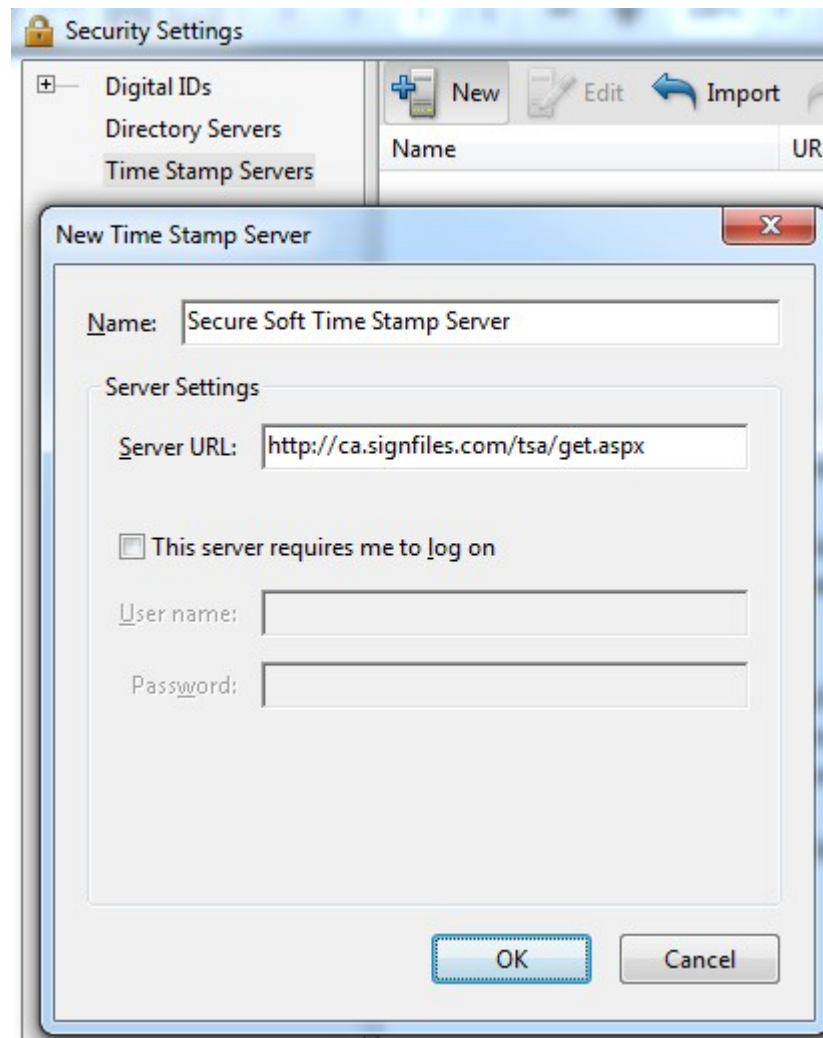 Security Settings
Digital IDs
Directory Servers
Time Stamp Servers
New Edit Import
Name UR
New Time Stamp Server
Name: Secure Soft Time Stamp Server
Server Settings
Server URL: http://ca.signfiles.com/tsa/get.aspx
This server requires me to log on
User name:
Password:
OK Cancel